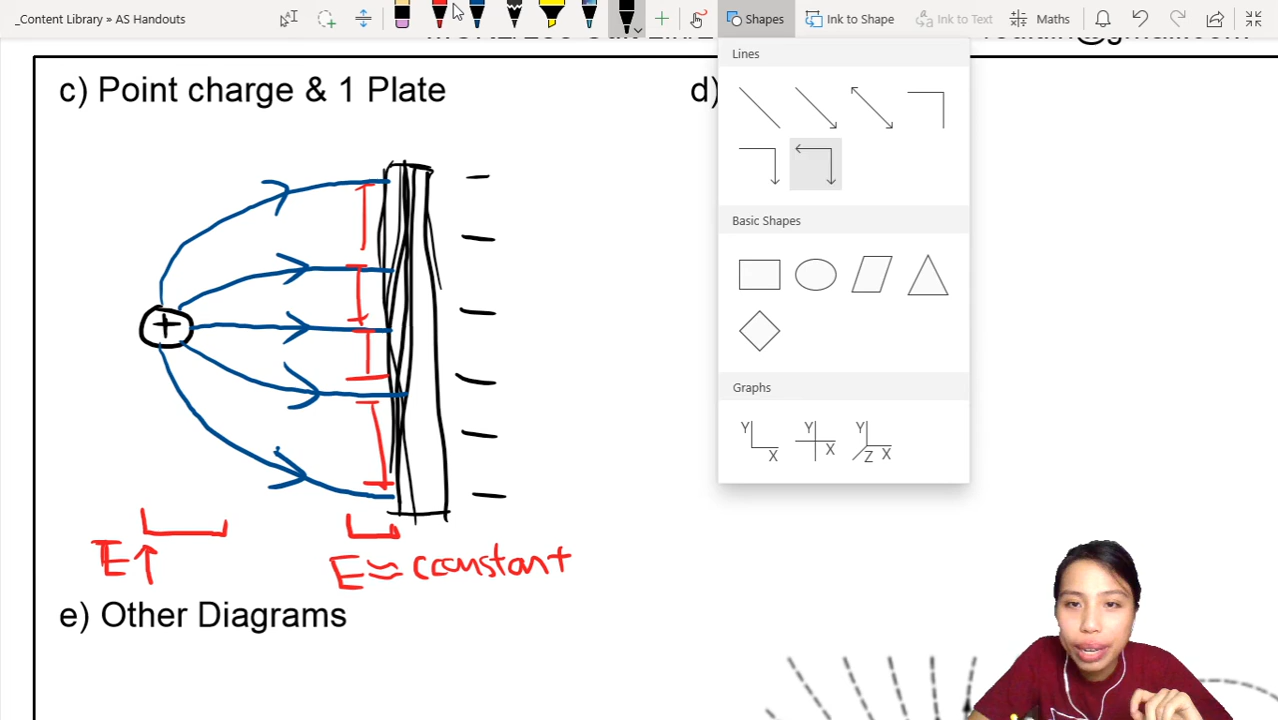 _Content Library » AS Handouts
Shapes
Ink to Shape
Ink to Text
Maths
Lines
c) Point charge & 1 Plate
d)
+
Basic Shapes
Graphs
Y X
Y X
Y Z X
E↑
E≈constant
e) Other Diagrams